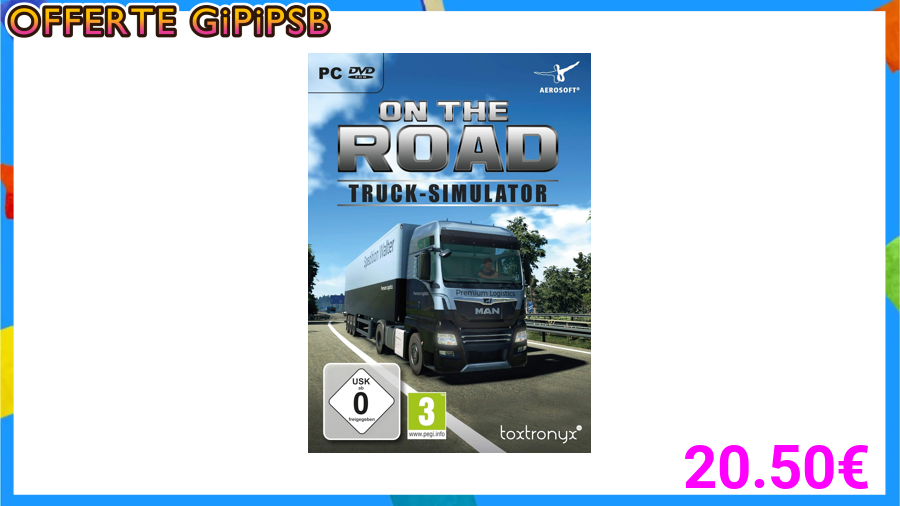 OFFERTE GiPiPSB
PC DVD
ROM
AEROSOFT®
ON THE
ROAD
TRUCK-SIMULATOR
Spedition Walter
Premium Logistics
MAN
USK
ab
0
freigegeben
3
www.pegi.info
toxtronyx
20.50€